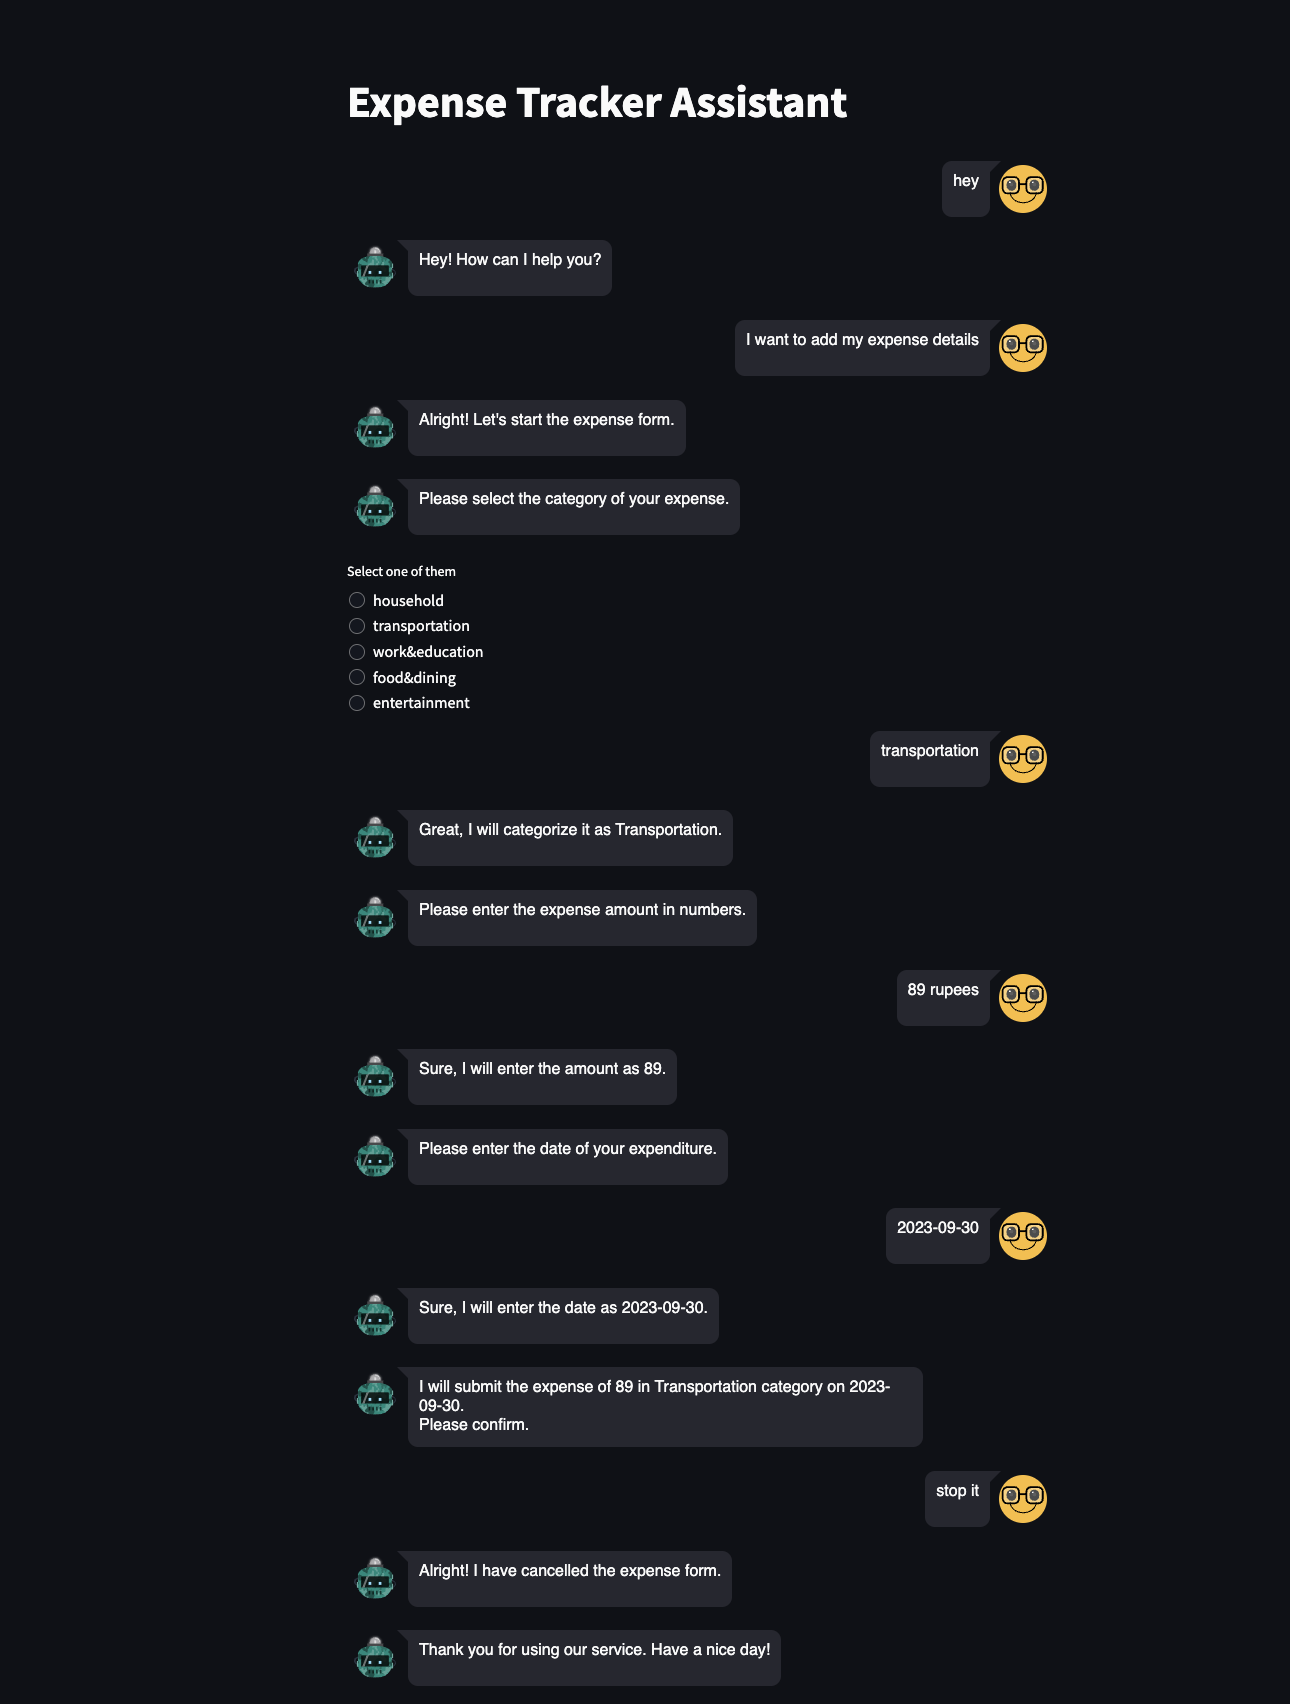 Expense Tracker Assistant
hey
Hey! How can I help you?
I want to add my expense details
Alright! Let's start the expense form.
Please select the category of your expense.
Select one of them
household
transportation
work&education
food&dining
entertainment
transportation
Great, I will categorize it as Transportation.
Please enter the expense amount in numbers.
89 rupees
Sure, I will enter the amount as 89.
Please enter the date of your expenditure.
2023-09-30
Sure, I will enter the date as 2023-09-30.
I will submit the expense of 89 in Transportation category on 2023-
09-30.
Please confirm.
stop it
Alright! I have cancelled the expense form.
Thank you for using our service. Have a nice day!